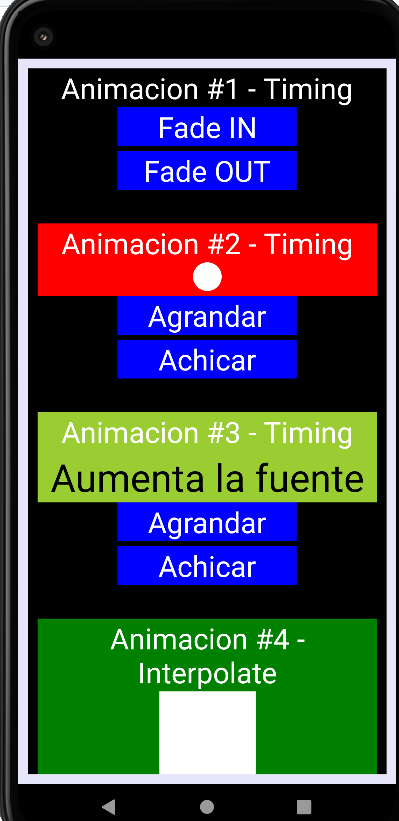 Animacion #1 - Timing
Fade IN
Fade OUT
Animacion #2 - Timing
Agrandar
Achicar
Animacion #3 - Timing
Aumenta la fuente
Agrandar
Achicar
Animacion #4 -
Interpolate